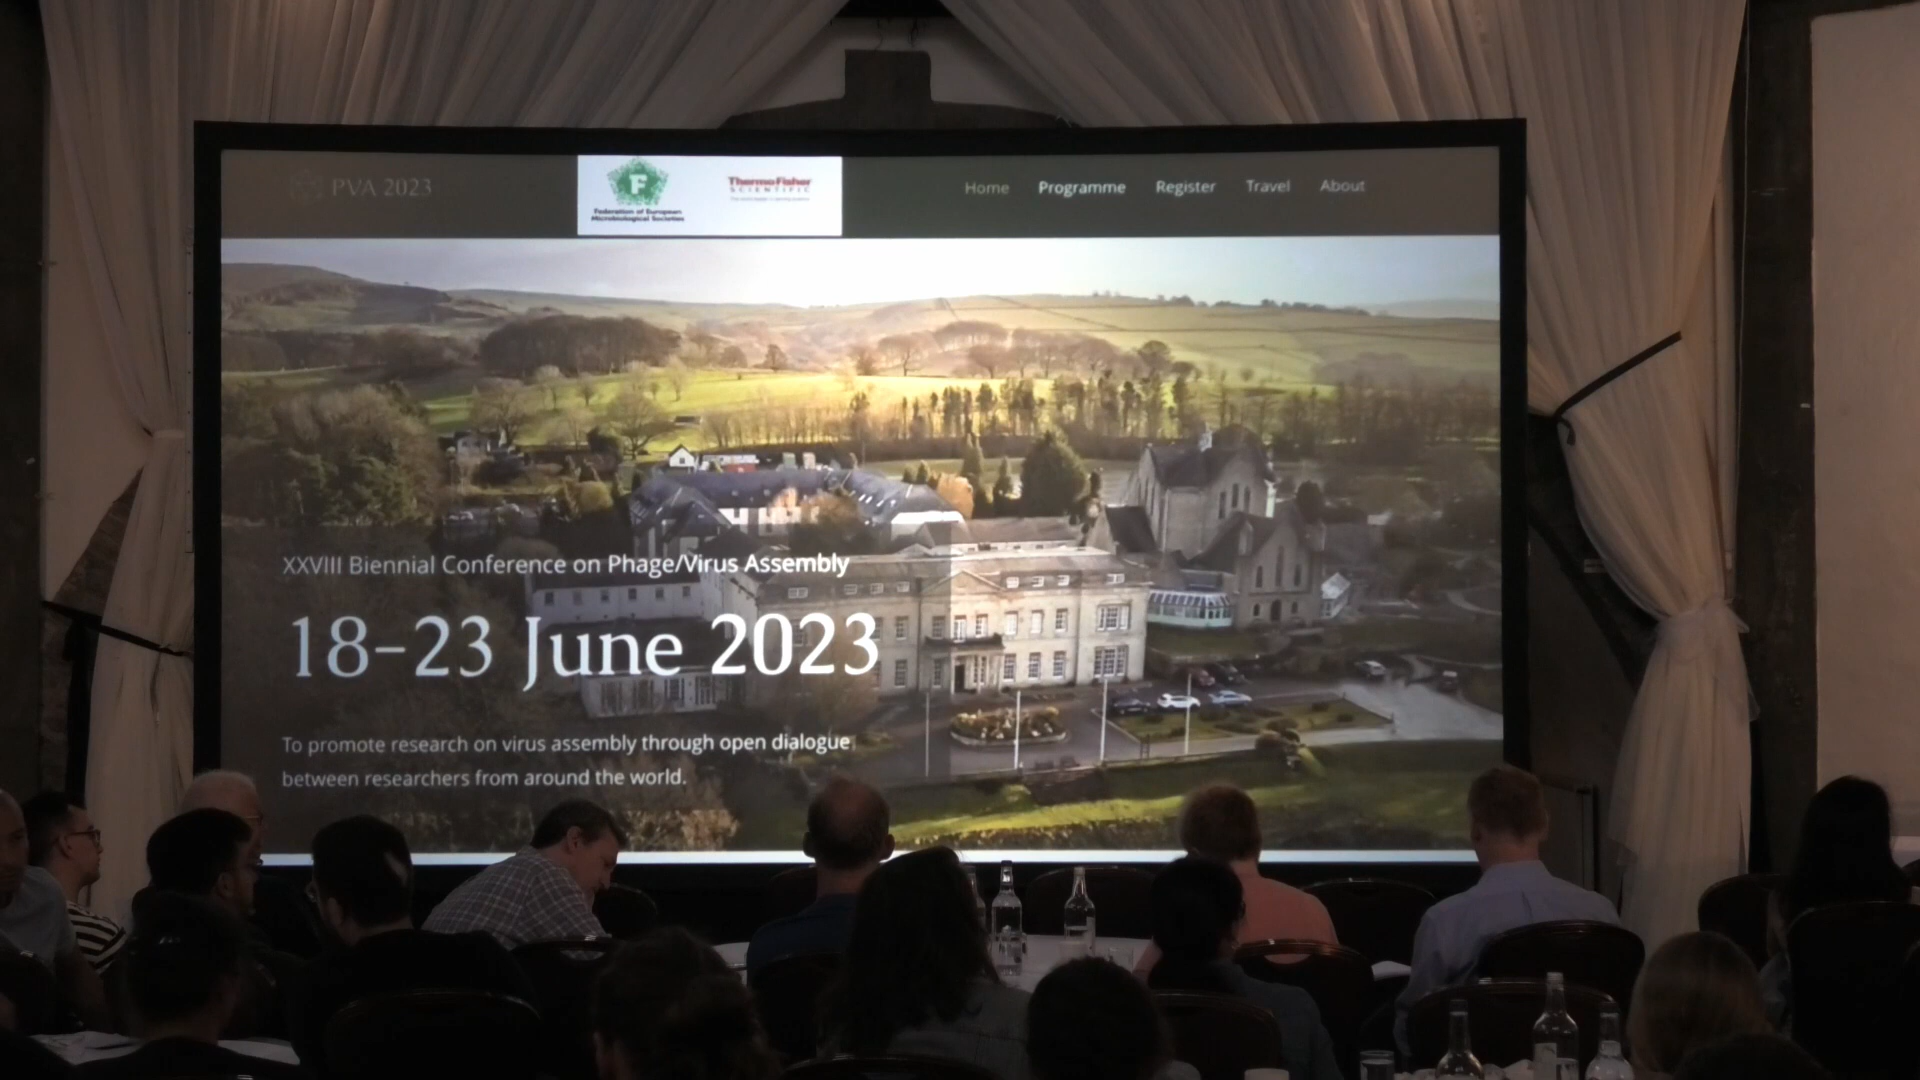 PVA 2023
F
Federation of European
Microbiological Societies
ThermoFisher
SCIENTIFIC
Home Programme Register Travel About
XXVIII Biennial Conference on Phage/Virus Assembly
18–23 June 2023
To promote research on virus assembly through open dialogue
between researchers from around the world.